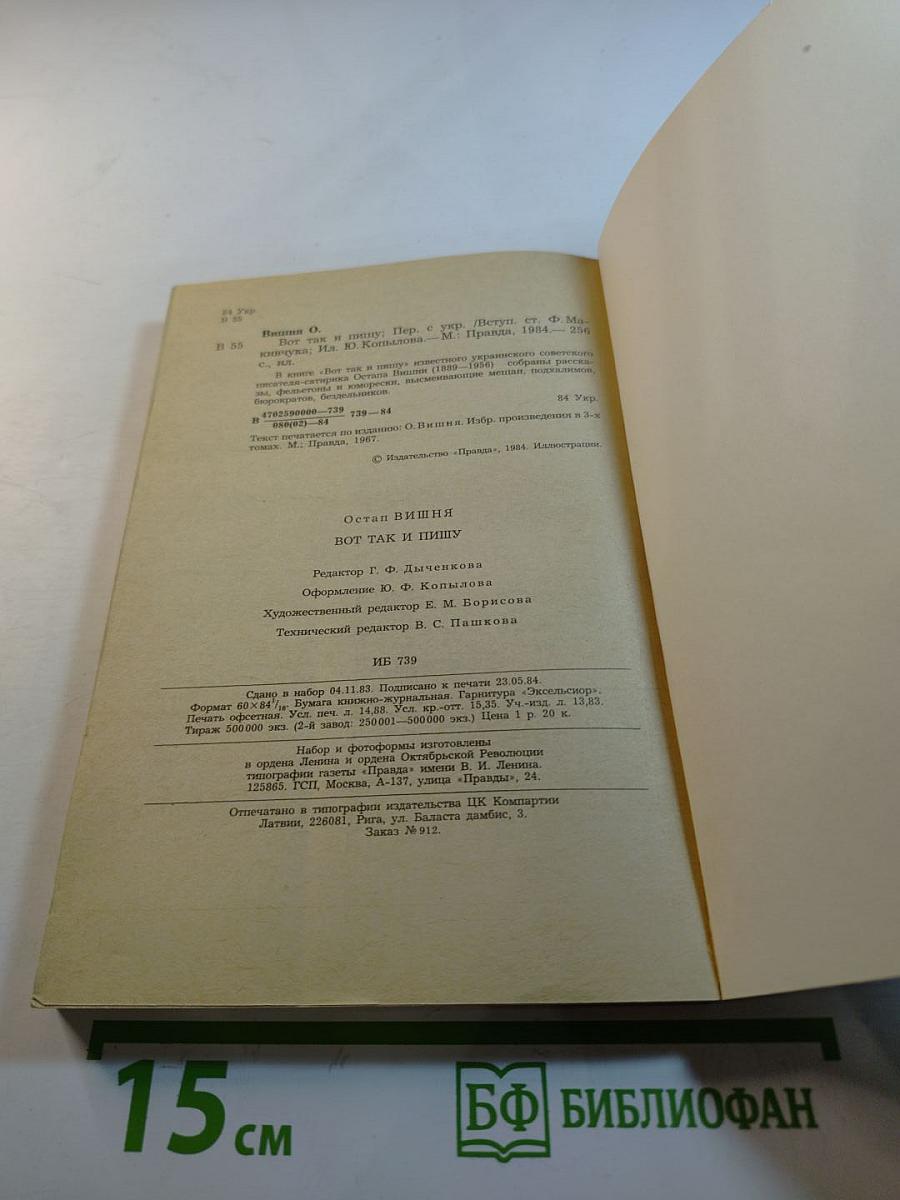 84 Укр
В 55
Вишня О.
В 55 Вот так и пишу; Пер. с укр. /Вступ. ст. Ф. Ма-
кивчука; Ил. Ю. Копылова.— М.: Правда, 1984.— 256
с., ил.
В книге «Вот так и пишу» известного украинского советского
писателя-сатирика Остапа Вишни (1889—1956) собраны расска-
зы, фельетоны и юморески, высмеивающие мещан, подхалимов,
бюрократов, бездельников.
В 4702590000—739 / 080(02)—84 739—84
84 Укр.
Текст печатается по изданию: О. Вишня. Избр. произведения в 3-х
томах. М.: Правда, 1967.
© Издательство «Правда», 1984. Иллюстрации.
Остап ВИШНЯ
ВОТ ТАК И ПИШУ
Редактор Г. Ф. Дыченкова
Оформление Ю. Ф. Копылова
Художественный редактор Е. М. Борисова
Технический редактор В. С. Пашкова
ИБ 739
Сдано в набор 04.11.83. Подписано к печати 23.05.84.
Формат 60×84 1/16. Бумага книжно-журнальная. Гарнитура «Эксельсиор».
Печать офсетная. Усл. печ. л. 14,88. Усл. кр.-отт. 15,35. Уч.-изд. л. 13,83.
Тираж 500 000 экз. (2-й завод: 250 001—500 000 экз.) Цена 1 р. 20 к.
Набор и фотоформы изготовлены
в ордена Ленина и ордена Октябрьской Революции
типографии газеты «Правда» имени В. И. Ленина.
125865. ГСП, Москва, А-137, улица «Правды», 24.
Отпечатано в типографии издательства ЦК Компартии
Латвии, 226081, Рига, ул. Баласта дамбис, 3.
Заказ № 912.
15 см
БФ БИБЛИОФАН